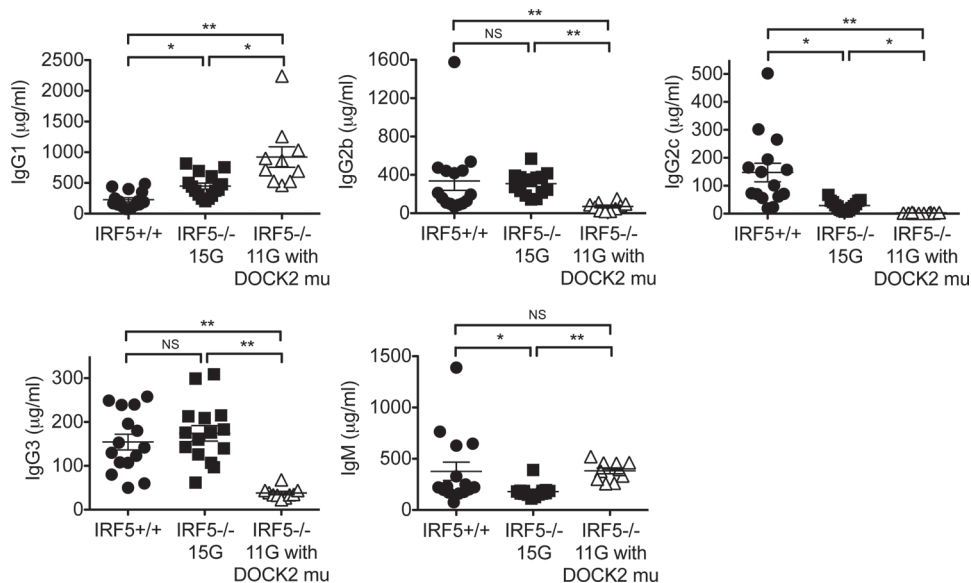 **
* *
IgG1 (μg/ml)
2500
2000
1500
1000
500
0
IRF5+/+ IRF5-/- IRF5-/-
15G 11G with
DOCK2 mu
**
NS **
IgG2b (μg/ml)
1600
1200
800
400
0
IRF5+/+ IRF5-/- IRF5-/-
15G 11G with
DOCK2 mu
**
* *
IgG2c (μg/ml)
500
400
300
200
100
0
IRF5+/+ IRF5-/- IRF5-/-
15G 11G with
DOCK2 mu
**
NS **
IgG3 (μg/ml)
300
200
100
0
IRF5+/+ IRF5-/- IRF5-/-
15G 11G with
DOCK2 mu
NS
* **
IgM (μg/ml)
1500
1000
500
0
IRF5+/+ IRF5-/- IRF5-/-
15G 11G with
DOCK2 mu